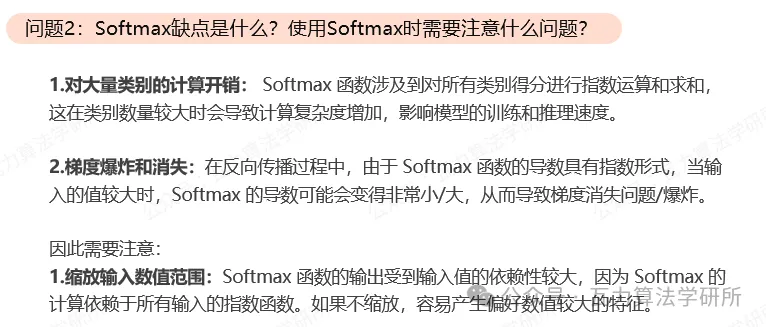 问题2：Softmax缺点是什么？使用Softmax时需要注意什么问题？
1.对大量类别的计算开销： Softmax 函数涉及到对所有类别得分进行指数运算和求和，
这在类别数量较大时会导致计算复杂度增加，影响模型的训练和推理速度。
2.梯度爆炸和消失：在反向传播过程中，由于 Softmax 函数的导数具有指数形式，当输
入的值较大时，Softmax 的导数可能会变得非常小/大，从而导致梯度消失问题/爆炸。
因此需要注意：
1.缩放输入数值范围：Softmax 函数的输出受到输入值的依赖性较大，因为 Softmax 的
计算依赖于所有输入的指数函数。如果不缩放，容易产生偏好数值较大的特征。
公众号 · 瓦力算法学研所